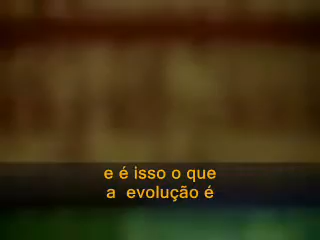 e é isso o que
a  evolução é